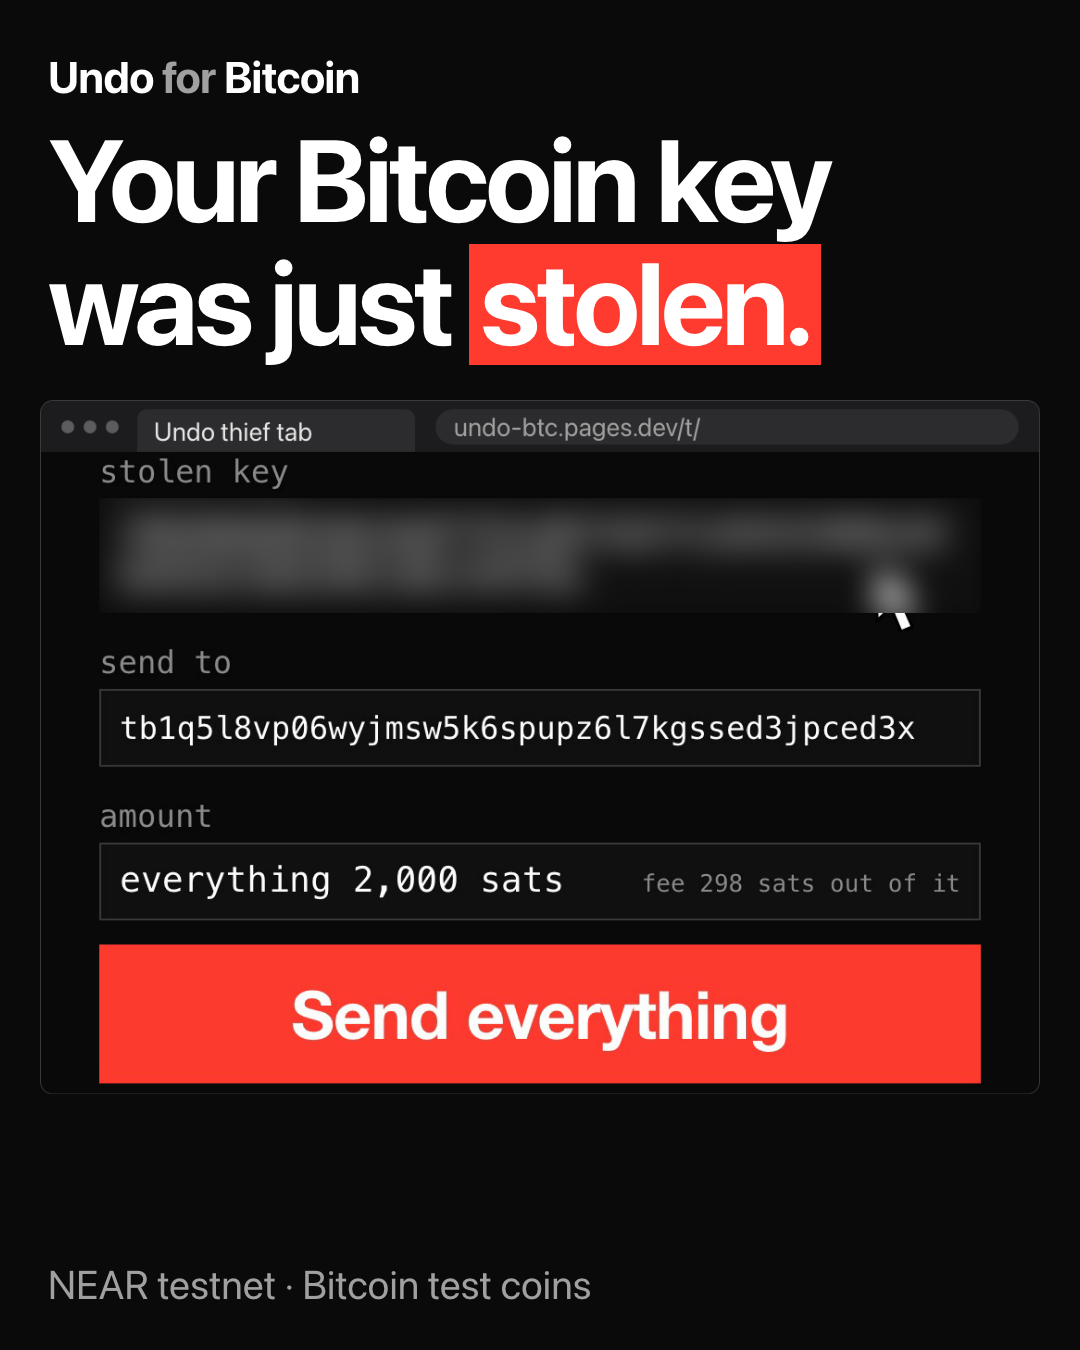 Undo for Bitcoin
Your Bitcoin key
was just stolen.
Undo thief tab
undo-btc.pages.dev/t/
stolen key
send to
tb1q5l8vp06wyjmsw5k6spupz6l7kgssed3jpced3x
amount
everything 2,000 sats
fee 298 sats out of it
Send everything
NEAR testnet · Bitcoin test coins